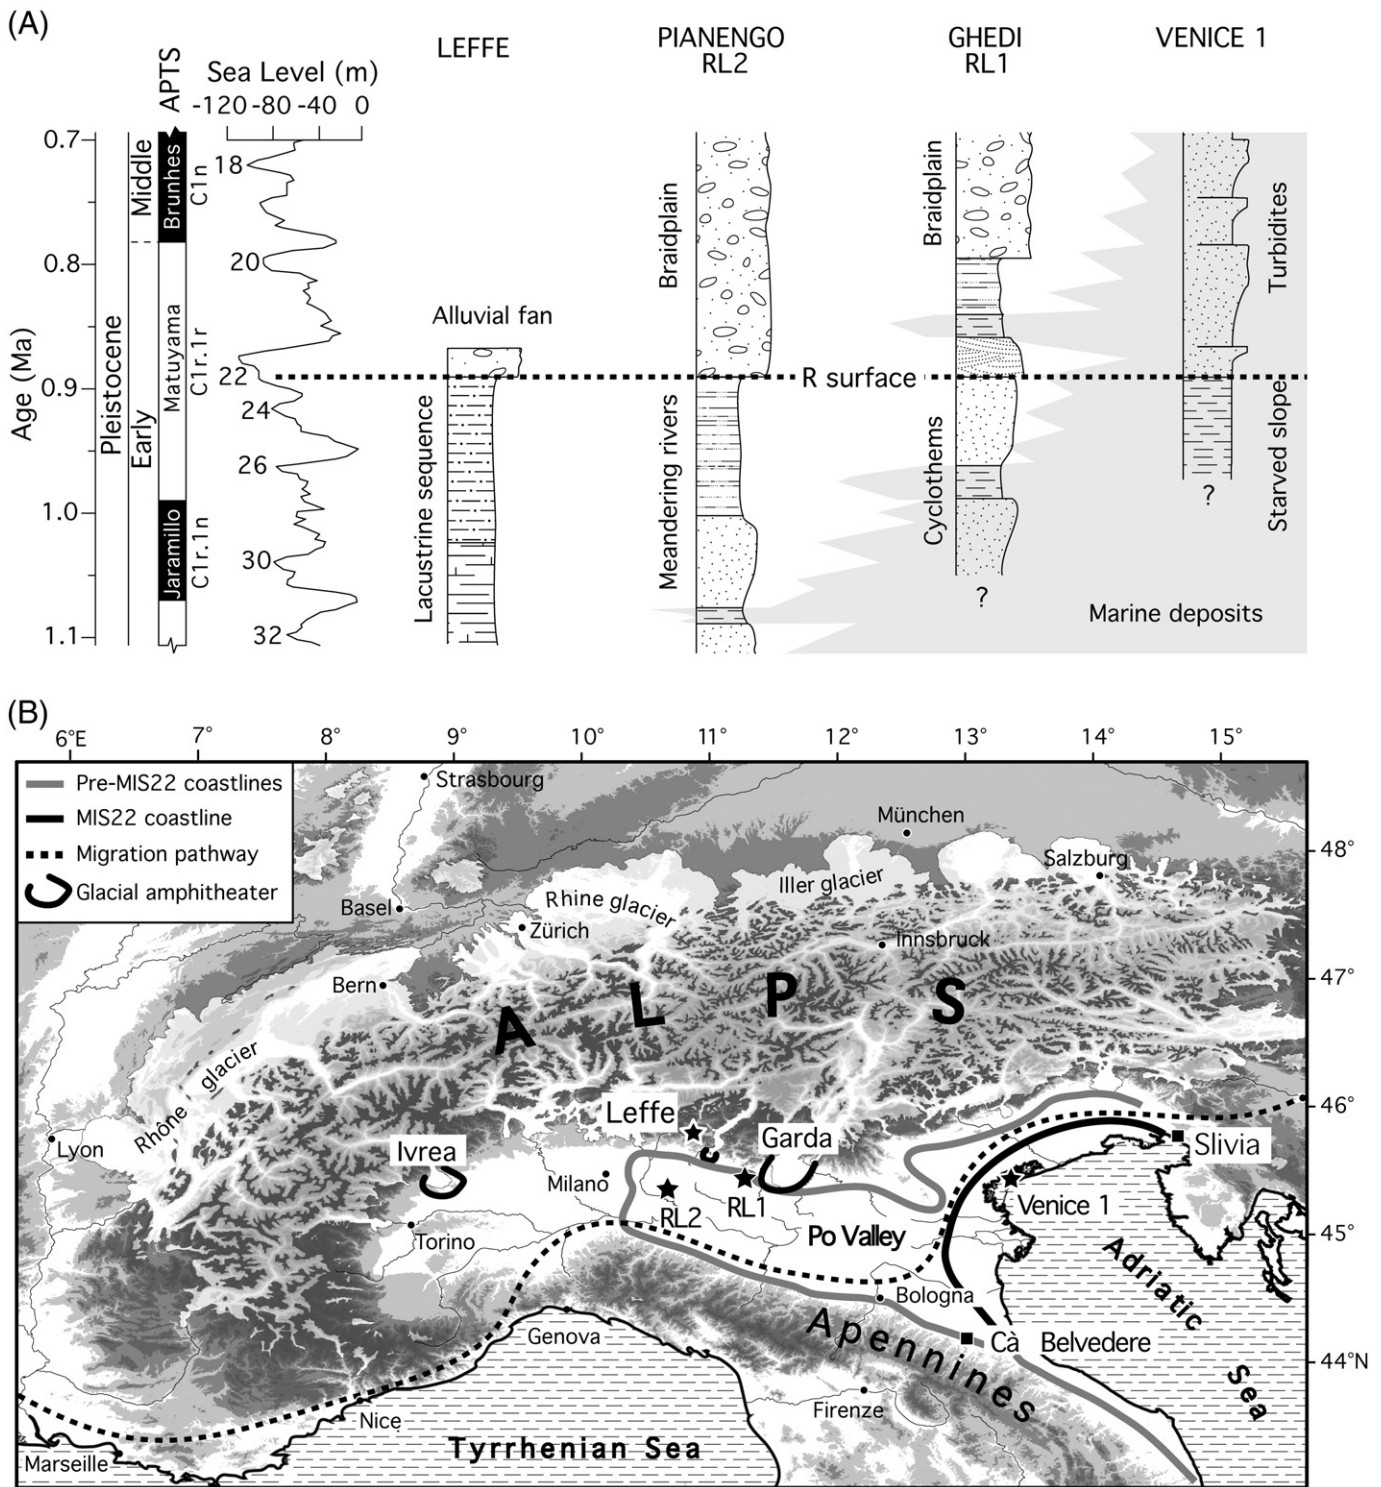 (A)
APTS
Sea Level (m)
-120 -80 -40 0
LEFFE
PIANENGO
RL2
GHEDI
RL1
VENICE 1
Age (Ma)
0.7
0.8
0.9
1.0
1.1
Pleistocene
Middle
Early
Brunhes
C1n
Matuyama
C1r.1r
Jaramillo
C1r.1n
18
20
22
24
26
30
32
Alluvial fan
Lacustrine sequence
Braidplain
Meandering rivers
R surface
Braidplain
Cyclothems
?
Turbidites
Starved slope
?
Marine deposits
(B)
6°E 7° 8° 9° 10° 11° 12° 13° 14° 15°
Pre-MIS22 coastlines
MIS22 coastline
Migration pathway
Glacial amphitheater
48°
47°
46°
45°
44°N
Strasbourg
München
Salzburg
Basel
Rhine glacier
Iller glacier
Zürich
Innsbruck
Bern
ALPS
Rhône glacier
Lyon
Leffe
Ivrea
Garda
Slivia
Milano
RL2
RL1
Venice 1
Torino
Po Valley
Adriatic Sea
Bologna
Genova
Apennines
Cà Belvedere
Nice
Firenze
Marseille
Tyrrhenian Sea